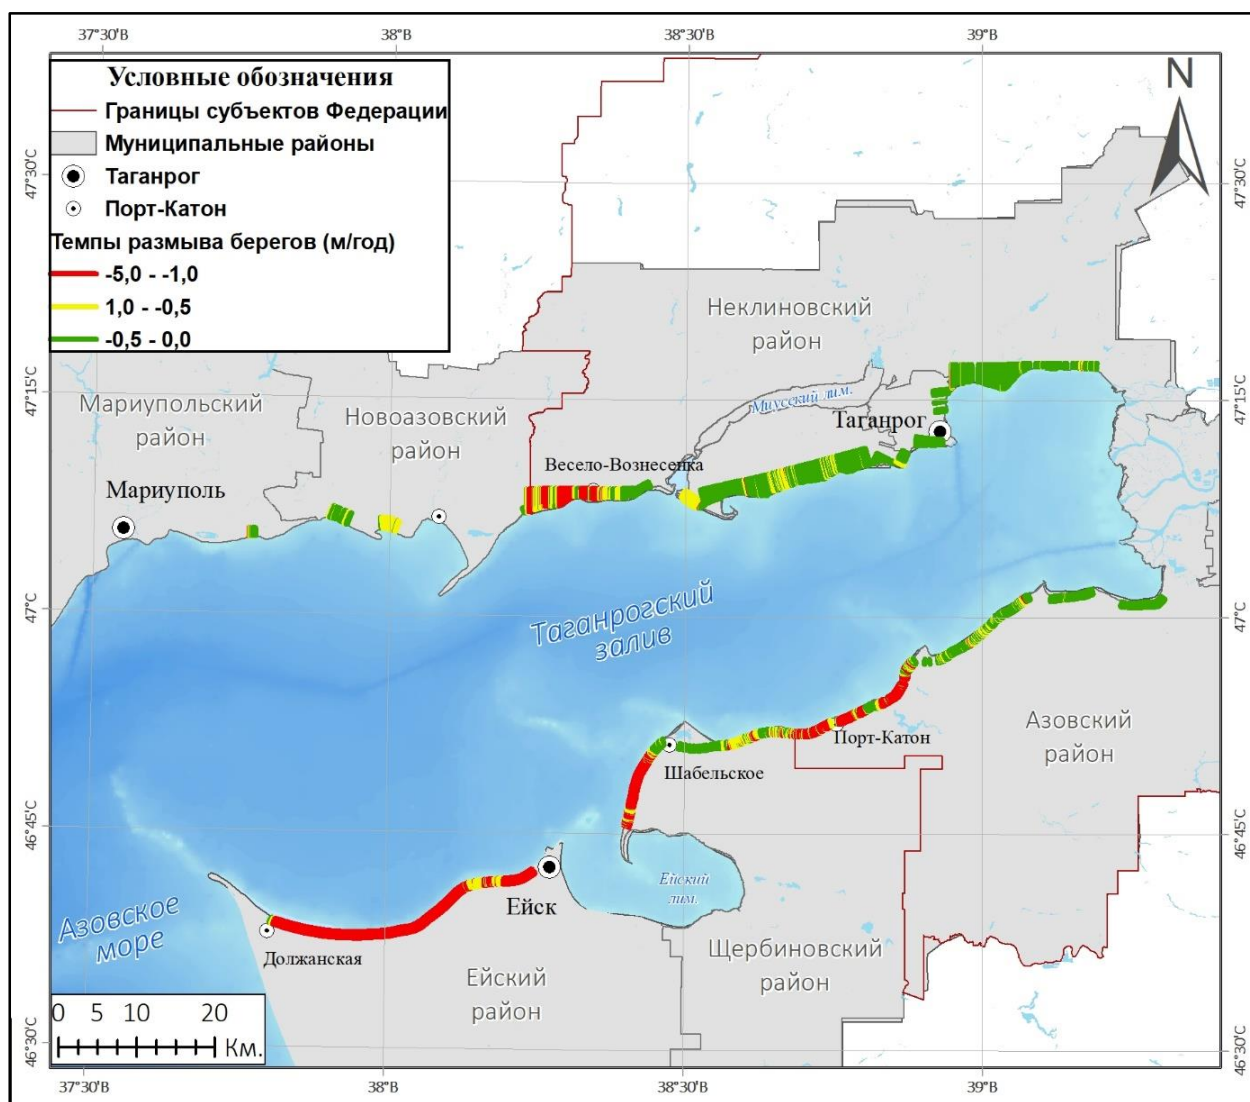 37°30'В
38°В
38°30'В
39°В
Условные обозначения
Границы субъектов Федерации
Муниципальные районы
Таганрог
Порт-Катон
Темпы размыва берегов (м/год)
-5,0 - -1,0
1,0 - -0,5
-0,5 - 0,0
N
47°30'С
47°30'С
47°15'С
47°15'С
47°С
47°С
46°45'С
46°45'С
46°30'С
46°30'С
Неклиновский
район
Мариупольский
район
Новоазовский
район
Миусский лим.
Таганрог
Весело-Вознесенка
Мариуполь
Таганрогский
залив
Азовский
район
Порт-Катон
Шабельское
Ейский
лим.
Ейск
Азовское
море
Должанская
Ейский
район
Щербиновский
район
0 5 10 20
Км.
37°30'В
38°В
38°30'В
39°В